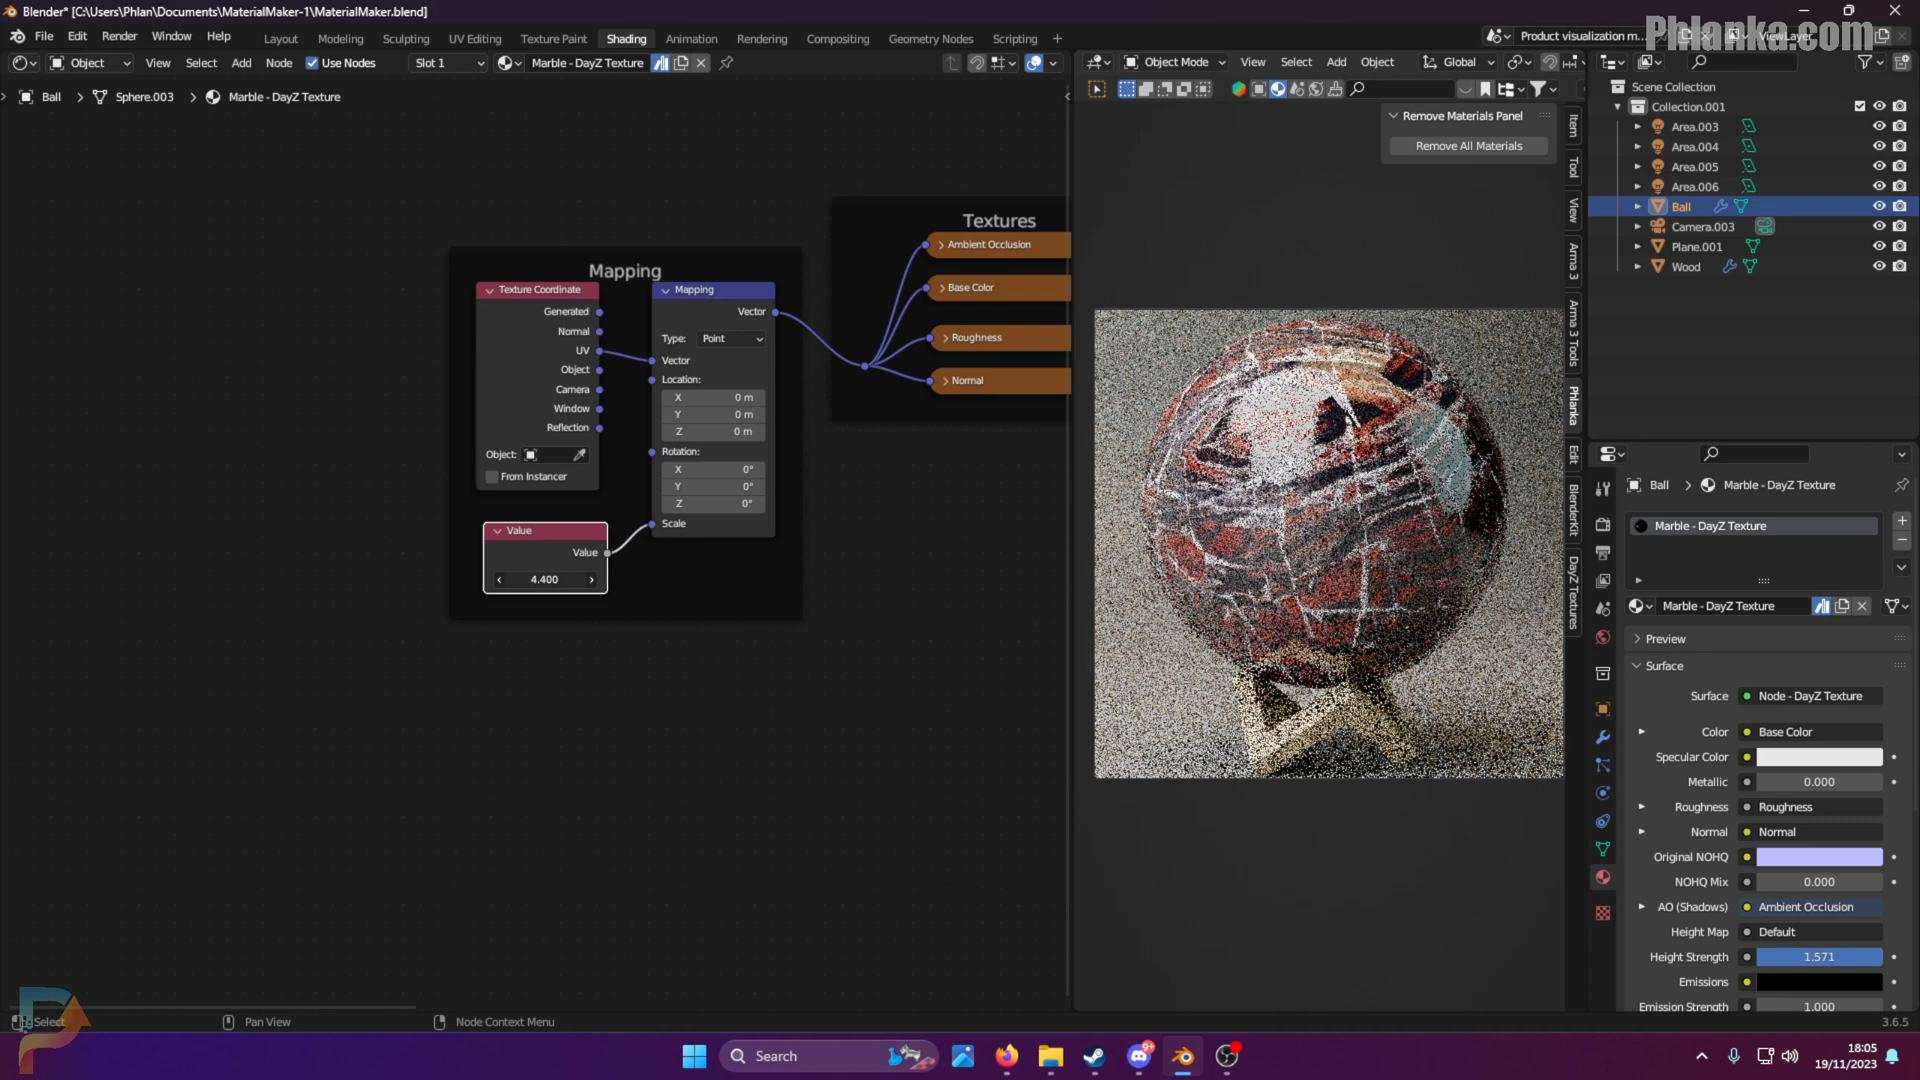 Blender* [C:\Users\Phlan\Documents\MaterialMaker-1\MaterialMaker.blend]
Phlanka.com
File Edit Render Window Help Layout Modeling Sculpting UV Editing Texture Paint Shading Animation Rendering Compositing Geometry Nodes Scripting +
Product visualization m... ViewLayer
Object View Select Add Node Use Nodes Slot 1 Marble - DayZ Texture
Object Mode View Select Add Object Global
Ball > Sphere.003 > Marble - DayZ Texture
Remove Materials Panel
Remove All Materials
Item
Tool
View
Arma 3
Arma 3 Tools
Phlanka
Edit
BlenderKit
DayZ Textures
Mapping
Texture Coordinate
Generated
Normal
UV
Object
Camera
Window
Reflection
Object:
From Instancer
Value
Value
4.400
Mapping
Vector
Type: Point
Vector
Location:
X 0 m
Y 0 m
Z 0 m
Rotation:
X 0°
Y 0°
Z 0°
Scale
Textures
Ambient Occlusion
Base Color
Roughness
Normal
Scene Collection
Collection.001
Area.003
Area.004
Area.005
Area.006
Ball
Camera.003
Plane.001
Wood
Ball > Marble - DayZ Texture
Marble - DayZ Texture
Marble - DayZ Texture
Preview
Surface
Surface Node - DayZ Texture
Color Base Color
Specular Color
Metallic 0.000
Roughness Roughness
Normal Normal
Original NOHQ
NOHQ Mix 0.000
AO (Shadows) Ambient Occlusion
Height Map Default
Height Strength 1.571
Emissions
Emission Strength 1.000
Select Pan View Node Context Menu 3.6.5
Search
9+
18:05
19/11/2023